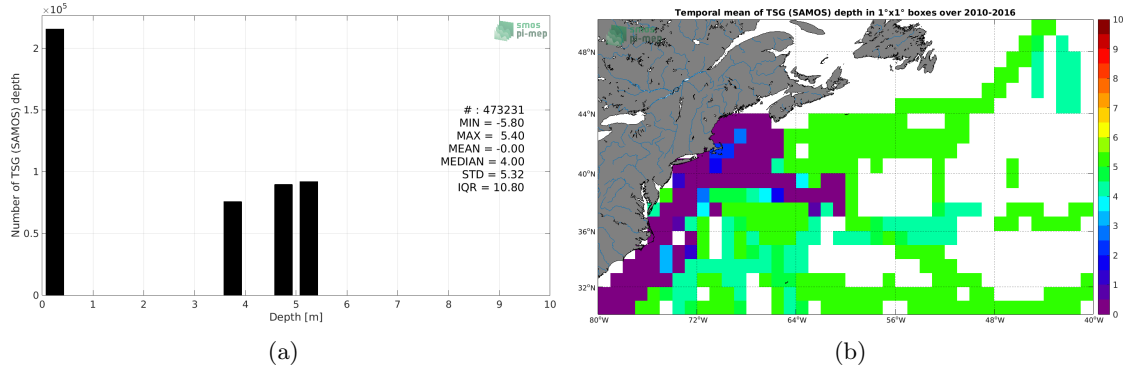 ×10⁵
smos
pi-mep
2
1.5
1
0.5
0
Number of TSG (SAMOS) depth
# : 473231
MIN = -5.80
MAX = 5.40
MEAN = -0.00
MEDIAN = 4.00
STD = 5.32
IQR = 10.80
0 1 2 3 4 5 6 7 8 9 10
Depth [m]
(a)
Temporal mean of TSG (SAMOS) depth in 1°x1° boxes over 2010-2016
smos
pi-mep
48°N
44°N
40°N
36°N
32°N
80°W 72°W 64°W 56°W 48°W 40°W
10
9
8
7
6
5
4
3
2
1
0
(b)